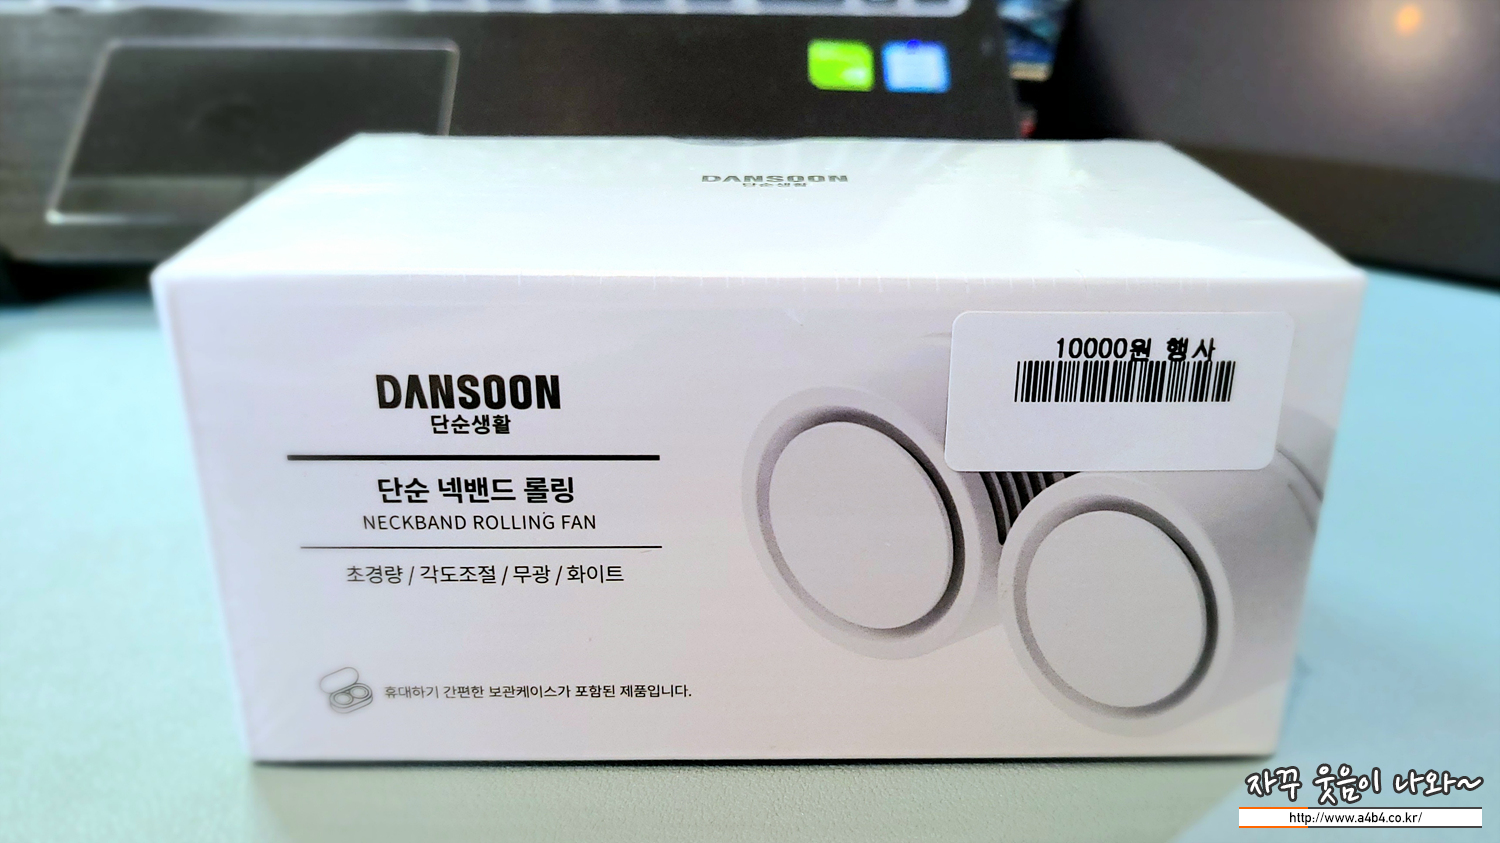 DANSOON
단순생활
10000원 행사
DANSOON
단순생활
단순 넥밴드 롤링
NECKBAND ROLLING FAN
초경량 / 각도조절 / 무광 / 화이트
휴대하기 간편한 보관케이스가 포함된 제품입니다.
자꾸 웃음이 나와~
http://www.a4b4.co.kr/